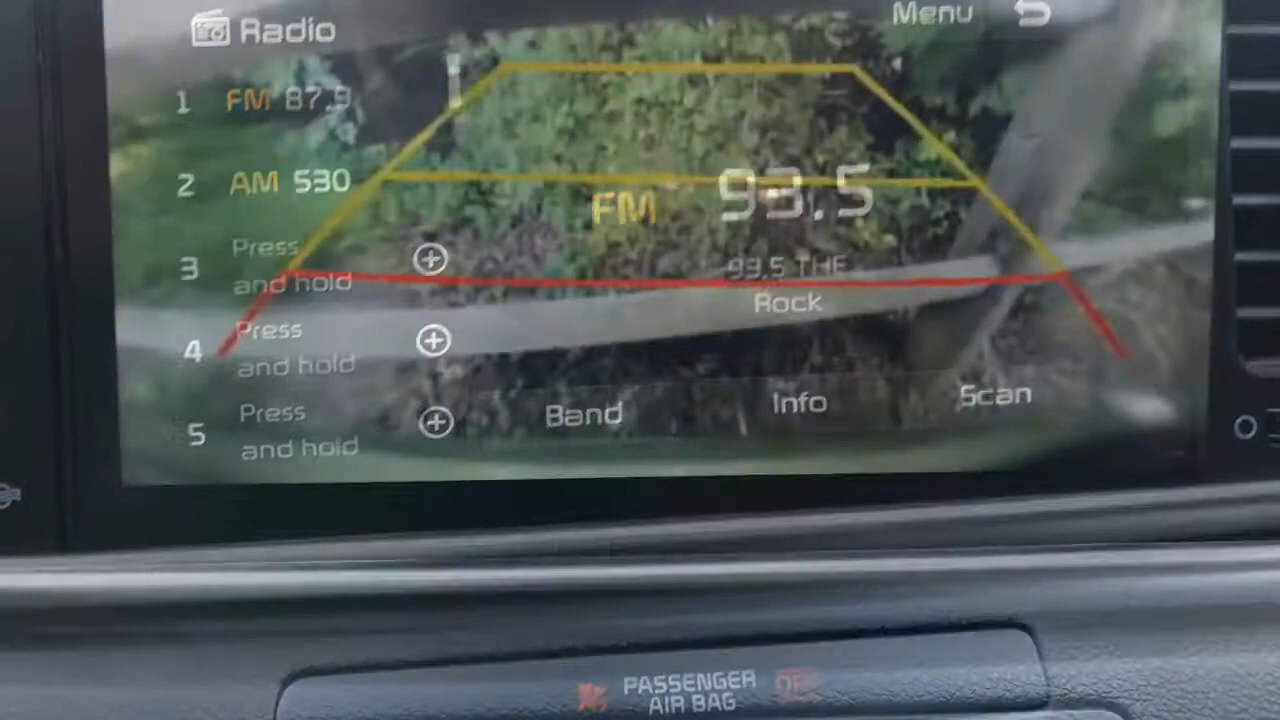 Radio
Menu
1 FM 87.9
2 AM 530
FM 93.5
3 Press
and hold
93.5 THE
Rock
4 Press
and hold
5 Press
and hold
Band
Info
Scan
PASSENGER
AIR BAG
OFF